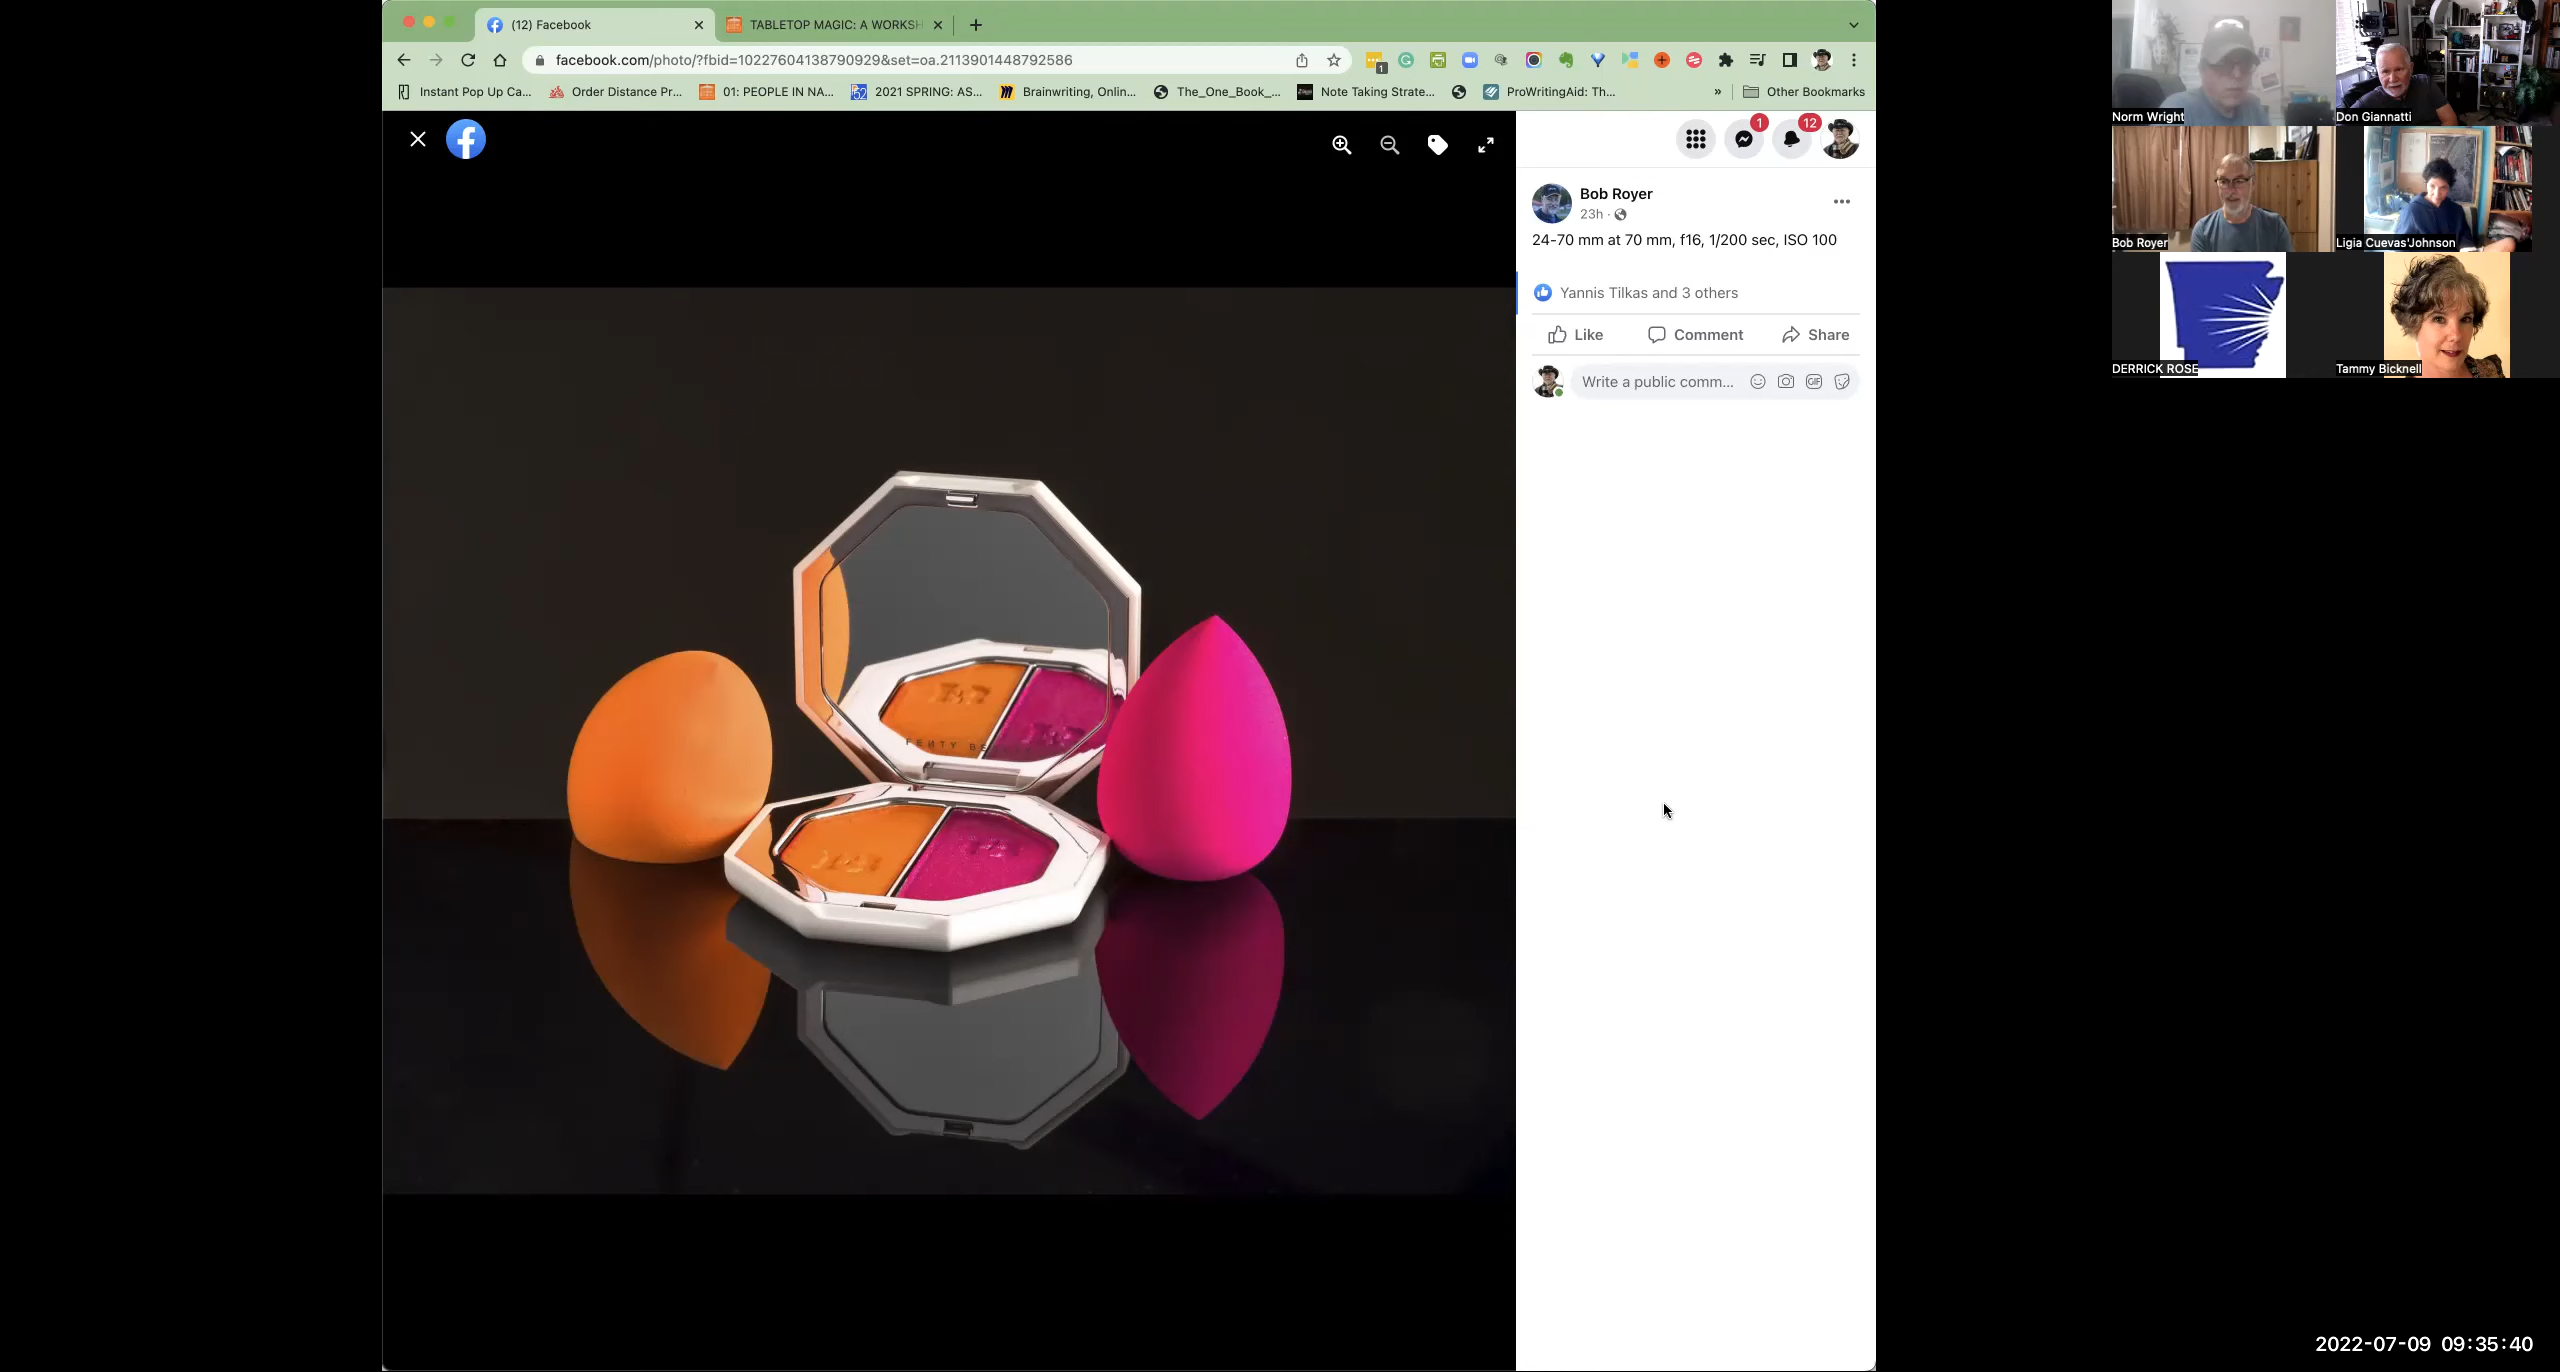 (12) Facebook
TABLETOP MAGIC: A WORKSH
facebook.com/photo/?fbid=10227604138790929&set=oa.2113901448792586
1
Instant Pop Up Ca...
Order Distance Pr...
01: PEOPLE IN NA...
2021 SPRING: AS...
Brainwriting, Onlin...
The_One_Book_...
Note Taking Strate...
ProWritingAid: Th...
»
Other Bookmarks
1
12
Bob Royer
23h ·
24-70 mm at 70 mm, f16, 1/200 sec, ISO 100
Yannis Tilkas and 3 others
Like
Comment
Share
Write a public comm...
GIF
FENTY BE
Norm Wright
Don Giannatti
Bob Royer
Ligia Cuevas'Johnson
DERRICK ROSE
Tammy Bicknell
2022-07-09 09:35:40